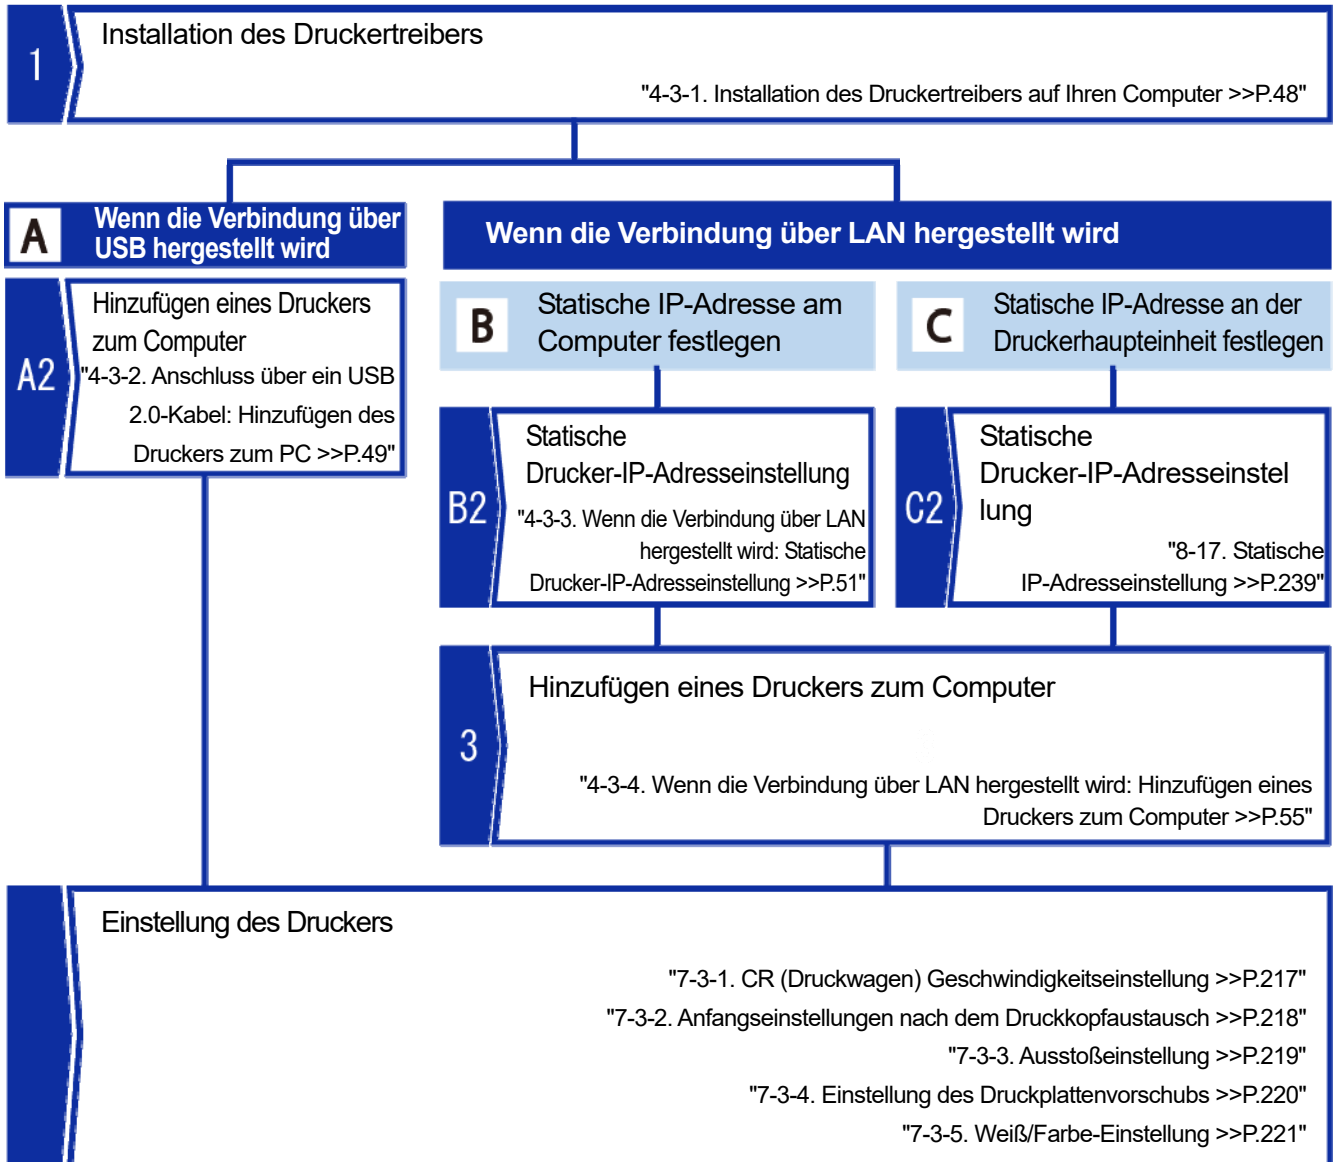 1
Installation des Druckertreibers
"4-3-1. Installation des Druckertreibers auf Ihren Computer >>P.48"
A
Wenn die Verbindung über
USB hergestellt wird
A2
Hinzufügen eines Druckers
zum Computer
"4-3-2. Anschluss über ein USB
2.0-Kabel: Hinzufügen des
Druckers zum PC >>P.49"
Wenn die Verbindung über LAN hergestellt wird
B
Statische IP-Adresse am
Computer festlegen
B2
Statische
Drucker-IP-Adresseinstellung
"4-3-3. Wenn die Verbindung über LAN
hergestellt wird: Statische
Drucker-IP-Adresseinstellung >>P.51"
C
Statische IP-Adresse an der
Druckerhaupteinheit festlegen
C2
Statische
Drucker-IP-Adresseinstel
lung
"8-17. Statische
IP-Adresseinstellung >>P.239"
3
Hinzufügen eines Druckers zum Computer
"4-3-4. Wenn die Verbindung über LAN hergestellt wird: Hinzufügen eines
Druckers zum Computer >>P.55"
Einstellung des Druckers
"7-3-1. CR (Druckwagen) Geschwindigkeitseinstellung >>P.217"
"7-3-2. Anfangseinstellungen nach dem Druckkopfaustausch >>P.218"
"7-3-3. Ausstoßeinstellung >>P.219"
"7-3-4. Einstellung des Druckplattenvorschubs >>P.220"
"7-3-5. Weiß/Farbe-Einstellung >>P.221"